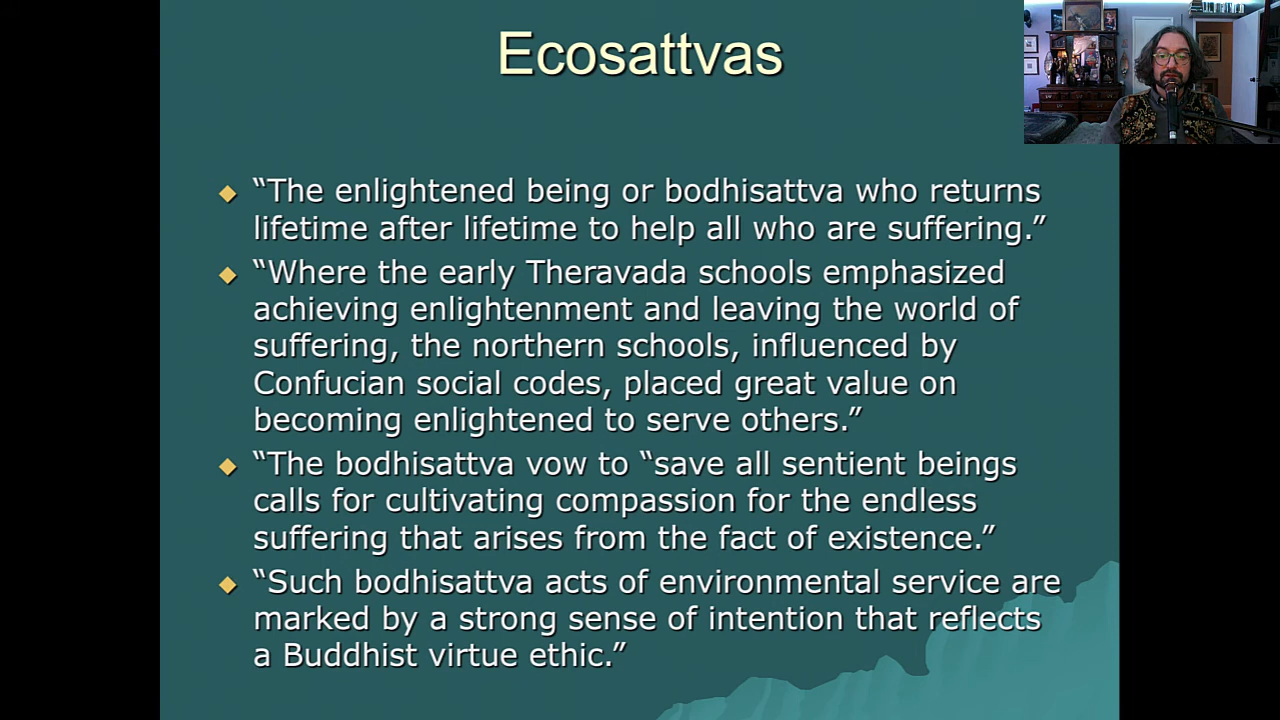 Ecosattvas
“The enlightened being or bodhisattva who returns
lifetime after lifetime to help all who are suffering.”
“Where the early Theravada schools emphasized
achieving enlightenment and leaving the world of
suffering, the northern schools, influenced by
Confucian social codes, placed great value on
becoming enlightened to serve others.”
“The bodhisattva vow to “save all sentient beings
calls for cultivating compassion for the endless
suffering that arises from the fact of existence.”
“Such bodhisattva acts of environmental service are
marked by a strong sense of intention that reflects
a Buddhist virtue ethic.”